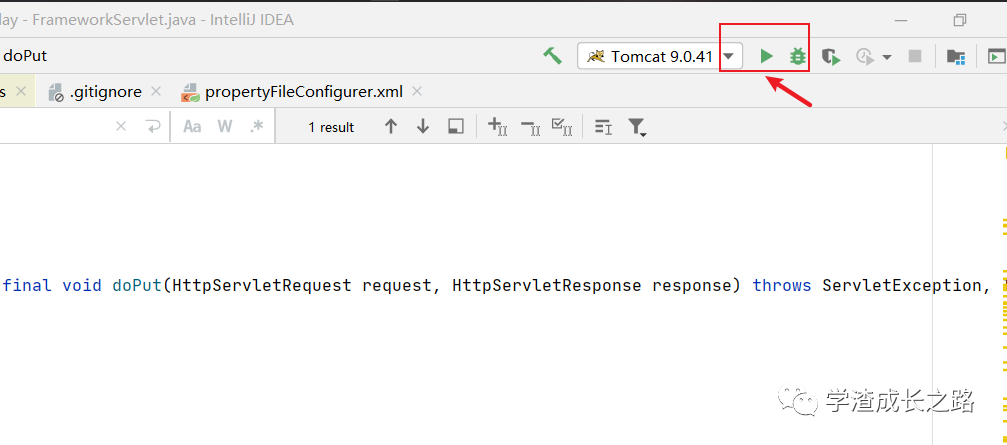 lay - FrameworkServlet.java - IntelliJ IDEA
doPut
Tomcat 9.0.41
s
.gitignore
propertyFileConfigurer.xml
Aa
W
.*
1 result
final void doPut(HttpServletRequest request, HttpServletResponse response) throws ServletException,
学渣成长之路